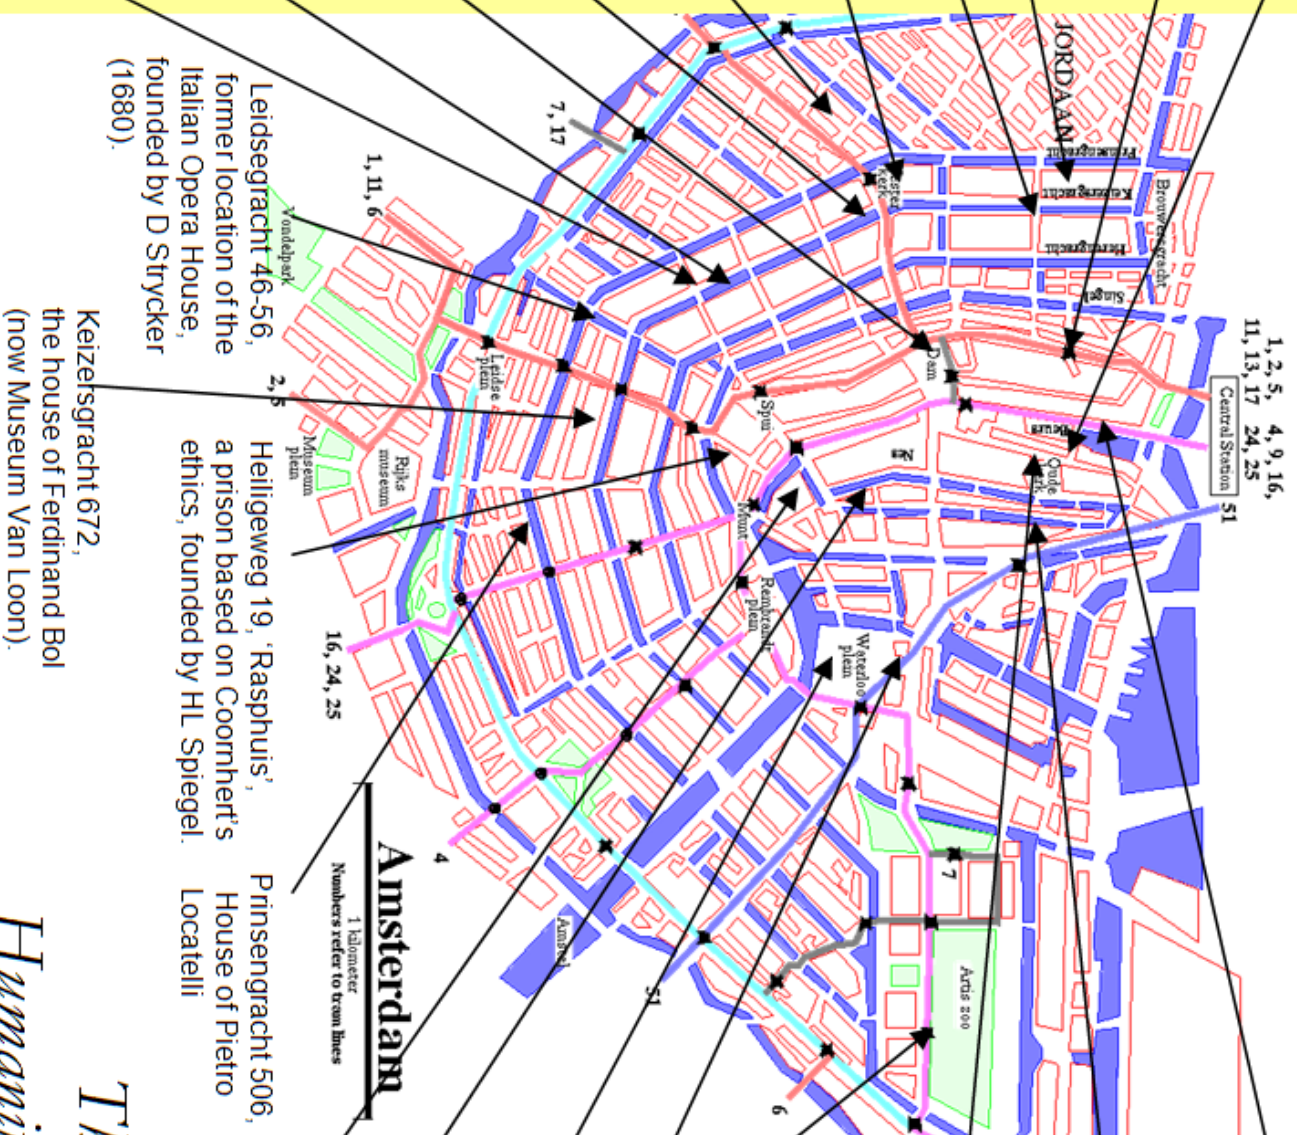 JORDAAN
Prinsengracht
Keizersgracht
Herengracht
Singel
Brouwersgracht
1, 2, 5, 4, 9, 16,
11, 13, 17 24, 25
Central Station
51
7, 17
1, 11, 6
Vondelpark
Leidse
plein
2, 5
Museum
plein
Rijks
museum
Spui
Dam
Beurs
Nes
Oude
kerk
Munt
Rembrandt
plein
Waterloo
plein
16, 24, 25
4
7
Artis zoo
Amstel
51
6
Leidsegracht 46-56,
former location of the
Italian Opera House,
founded by D Strycker
(1680).
Keizersgracht 672,
the house of Ferdinand Bol
(now Museum Van Loon).
Heiligeweg 19, ‘Rasphuis’,
a prison based on Coornhert’s
ethics, founded by HL Spiegel.
Prinsengracht 506,
House of Pietro
Locatelli
Amsterdam
1 kilometer
Numbers refer to tram lines